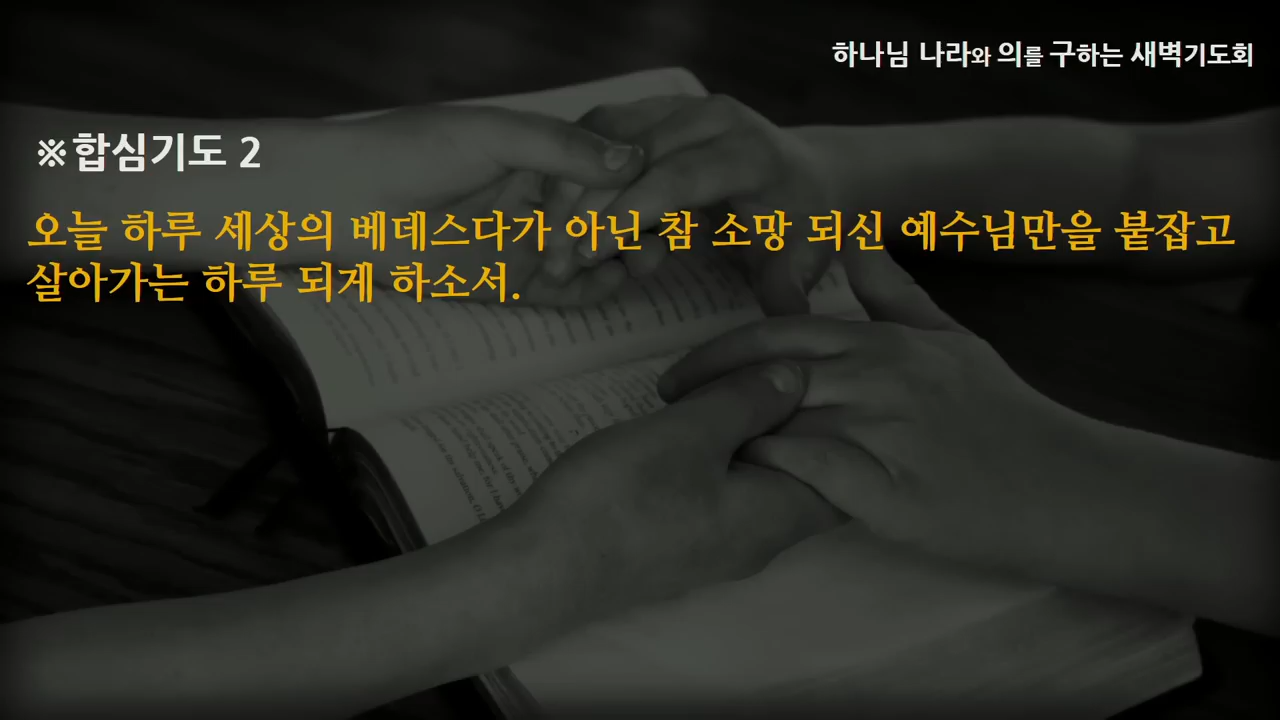 하나님 나라와 의를 구하는 새벽기도회
※합심기도 2
오늘 하루 세상의 베데스다가 아닌 참 소망 되신 예수님만을 붙잡고
살아가는 하루 되게 하소서.